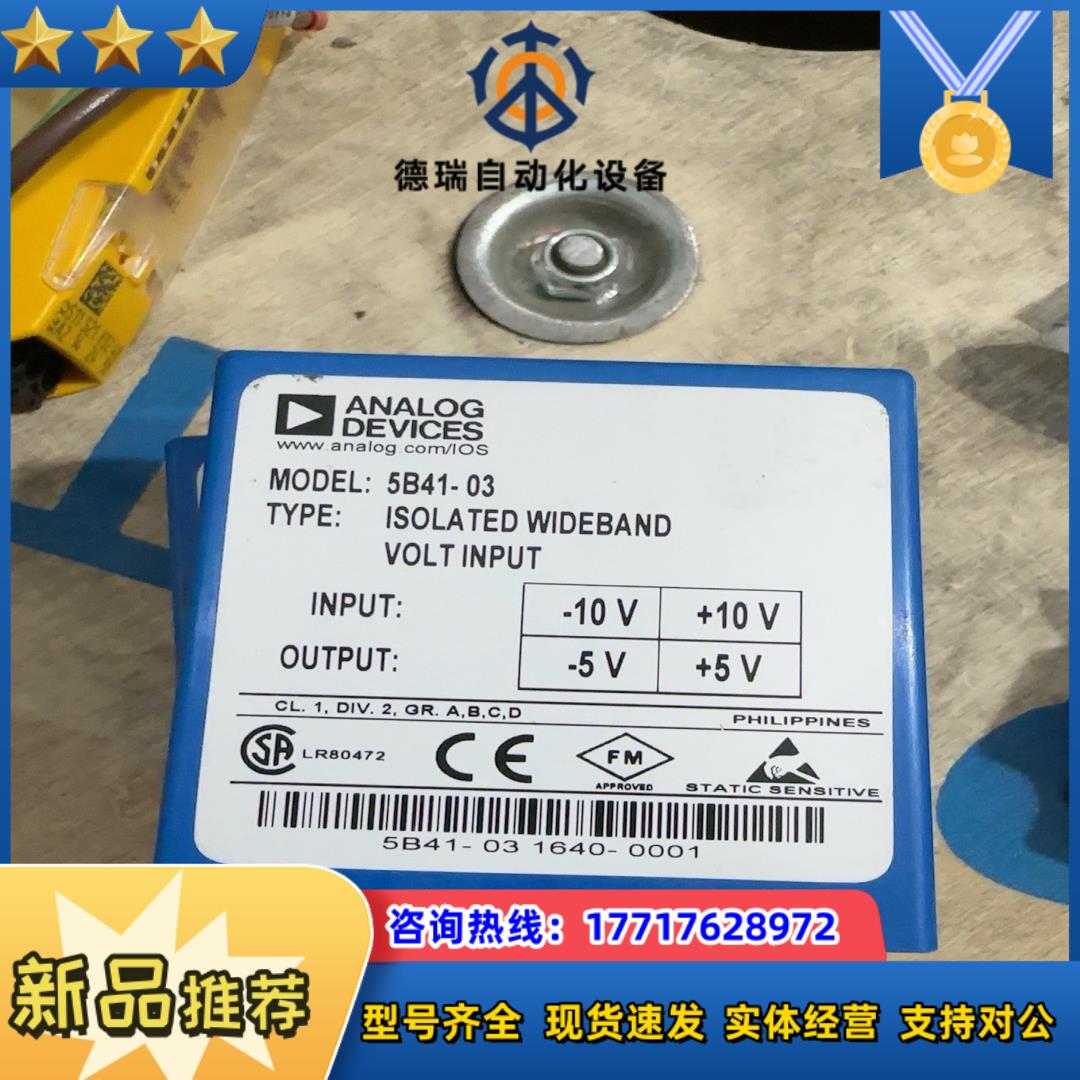 德瑞自动化设备
ANALOG
DEVICES
www.analog.com/IOS
MODEL: 5B41-03
TYPE: ISOLATED WIDEBAND
VOLT INPUT
INPUT: -10 V +10 V
OUTPUT: -5 V +5 V
CL. 1, DIV. 2, GR. A,B,C,D
PHILIPPINES
CSA LR80472 CE FM
APPROVED
STATIC SENSITIVE
5B41-03 1640-0001
咨询热线：17717628972
新品推荐
型号齐全 现货速发 实体经营 支持对公